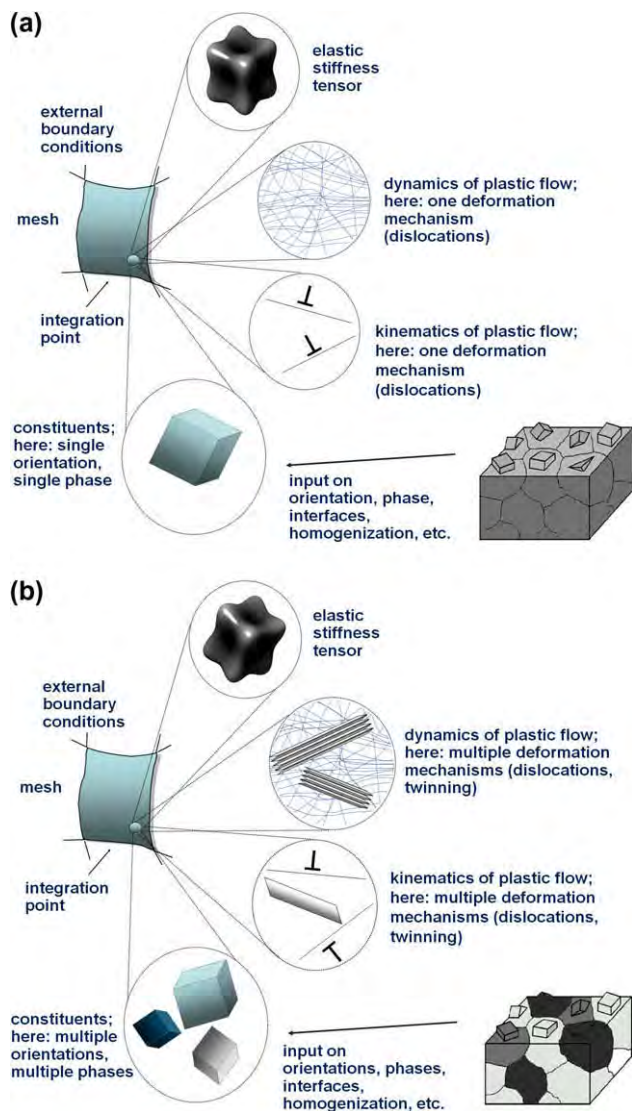 (a)
elastic
stiffness
tensor
external
boundary
conditions
mesh
dynamics of plastic flow;
here: one deformation
mechanism
(dislocations)
integration
point
kinematics of plastic flow;
here: one deformation
mechanism
(dislocations)
constituents;
here: single
orientation,
single phase
input on
orientation, phase,
interfaces,
homogenization, etc.
(b)
elastic
stiffness
tensor
external
boundary
conditions
mesh
dynamics of plastic flow;
here: multiple deformation
mechanisms (dislocations,
twinning)
integration
point
kinematics of plastic flow;
here: multiple deformation
mechanisms (dislocations,
twinning)
constituents;
here: multiple
orientations,
multiple phases
input on
orientations, phases,
interfaces,
homogenization, etc.